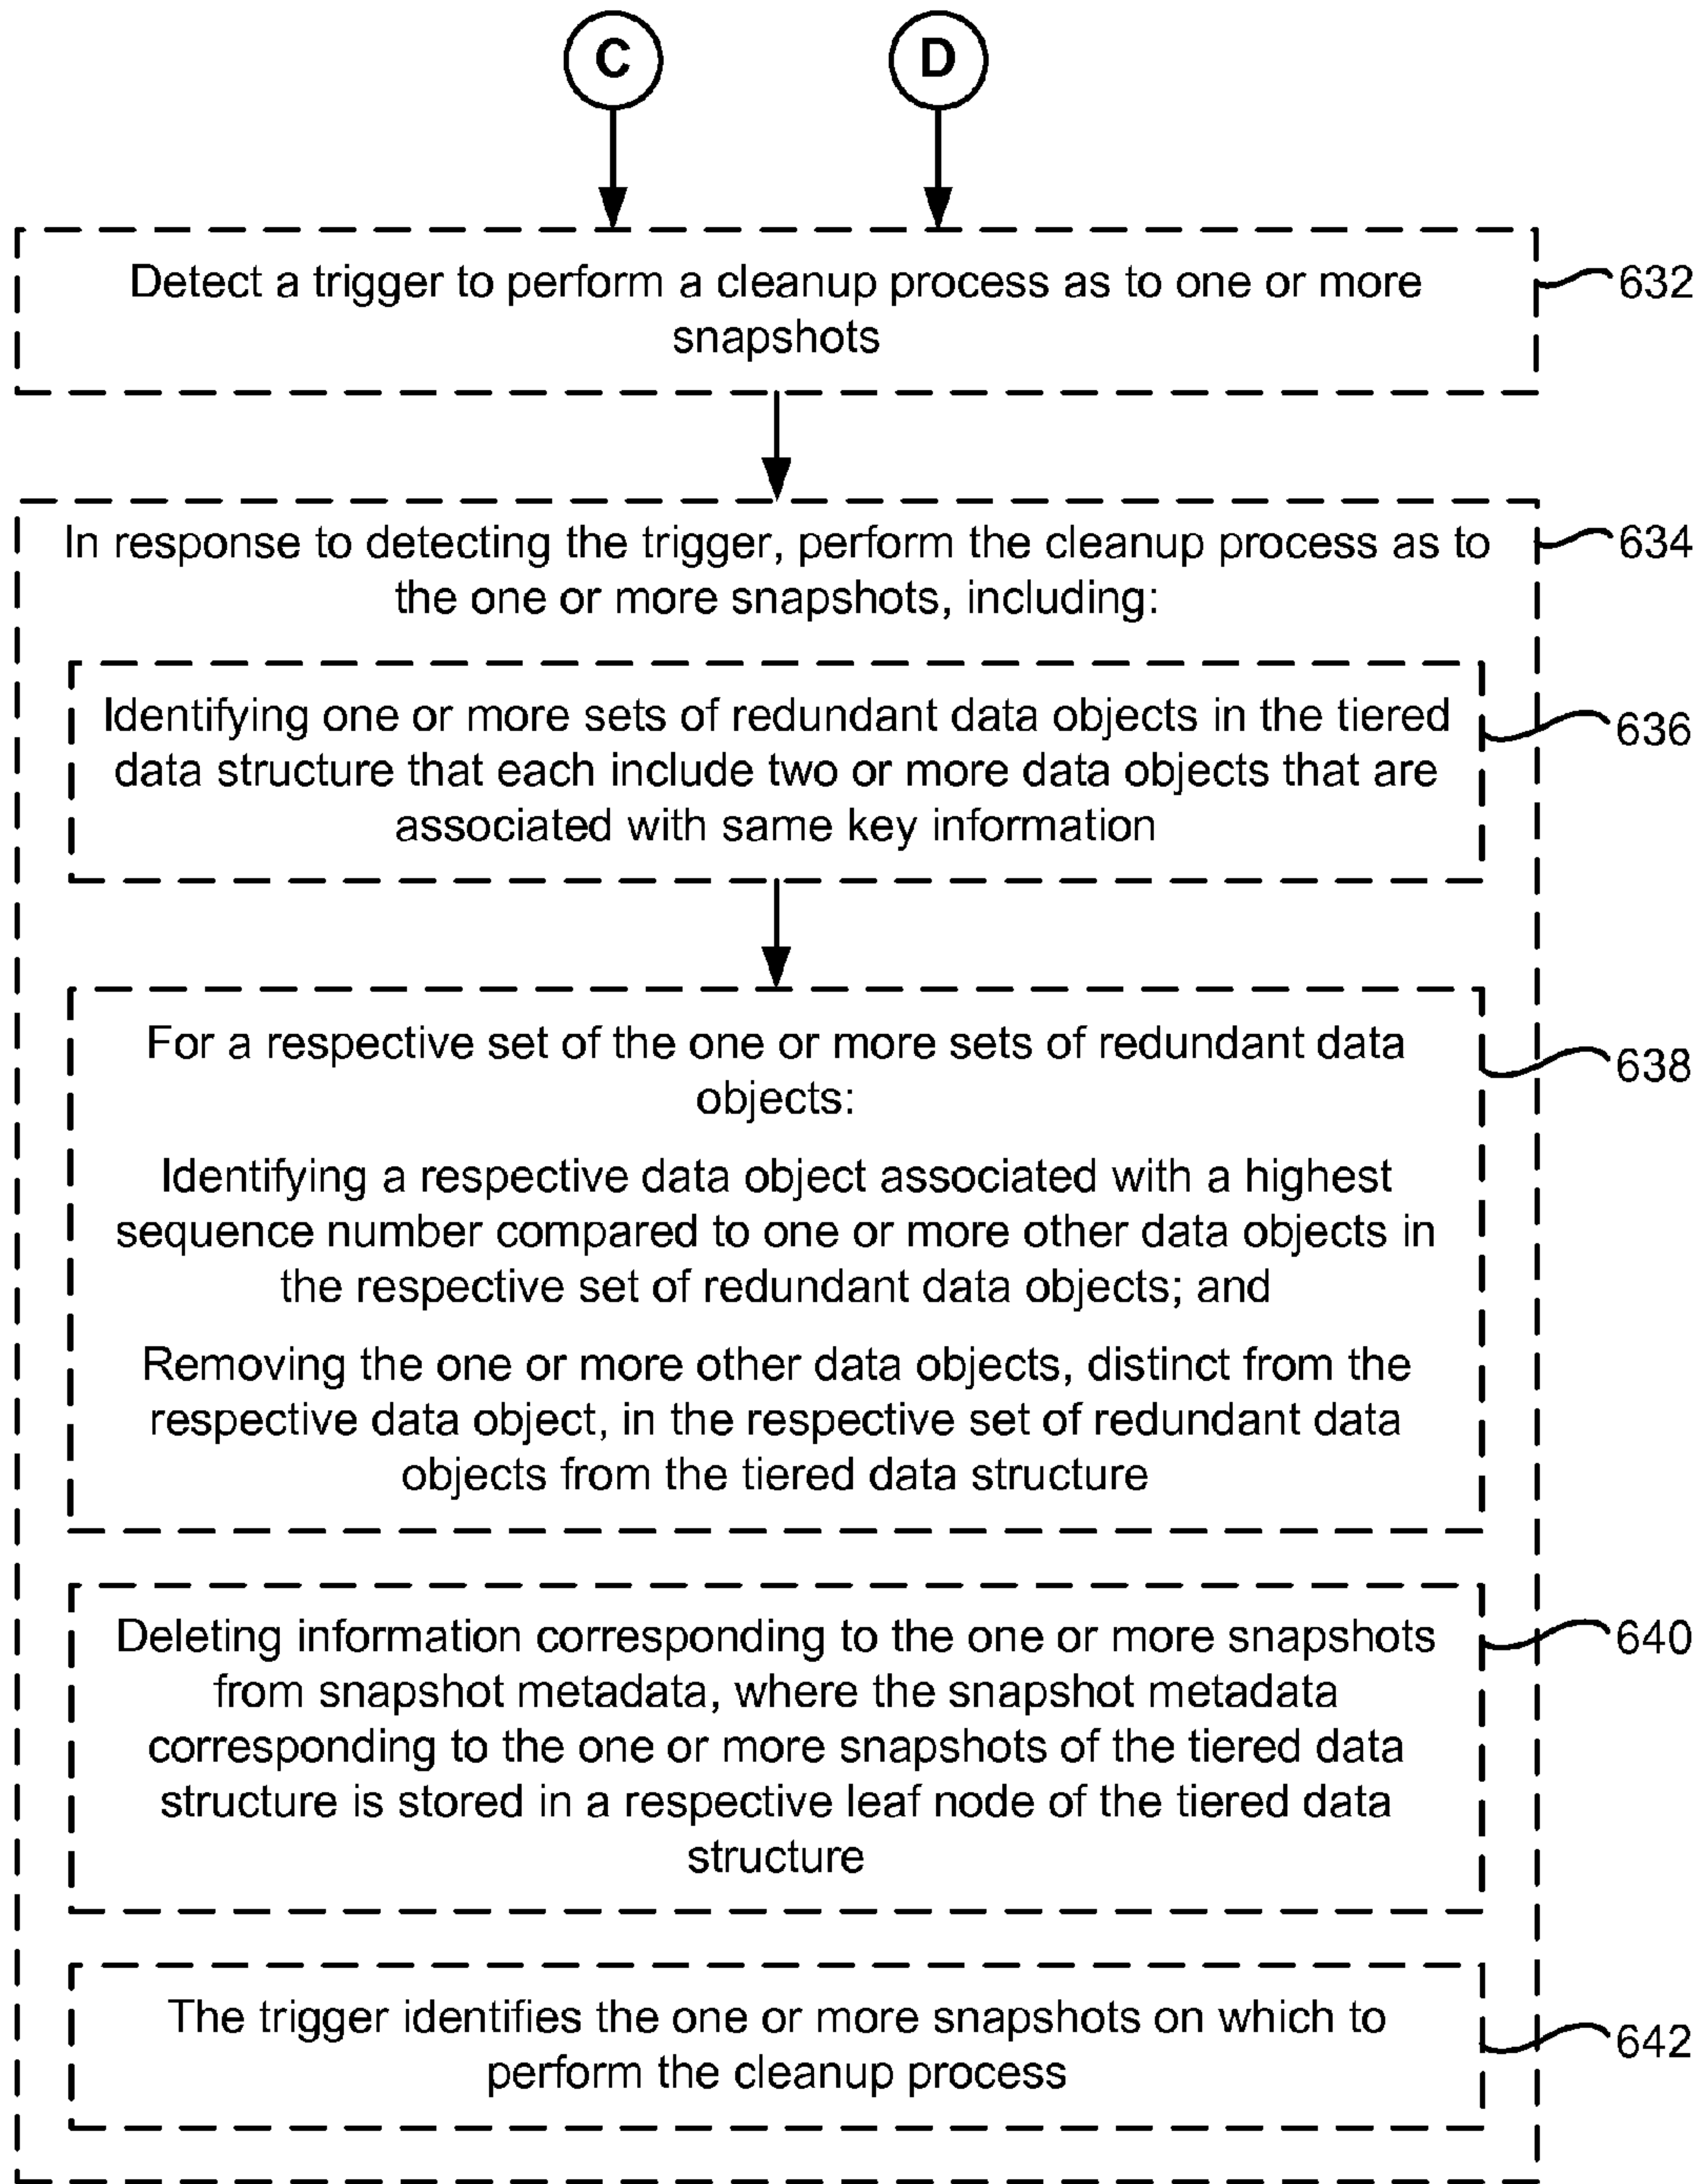 C
D
Detect a trigger to perform a cleanup process as to one or more
snapshots
632
In response to detecting the trigger, perform the cleanup process as to
the one or more snapshots, including:
634
Identifying one or more sets of redundant data objects in the tiered
data structure that each include two or more data objects that are
associated with same key information
636
For a respective set of the one or more sets of redundant data
objects:
638
Identifying a respective data object associated with a highest
sequence number compared to one or more other data objects in
the respective set of redundant data objects; and
Removing the one or more other data objects, distinct from the
respective data object, in the respective set of redundant data
objects from the tiered data structure
Deleting information corresponding to the one or more snapshots
from snapshot metadata, where the snapshot metadata
corresponding to the one or more snapshots of the tiered data
structure is stored in a respective leaf node of the tiered data
structure
640
The trigger identifies the one or more snapshots on which to
perform the cleanup process
642